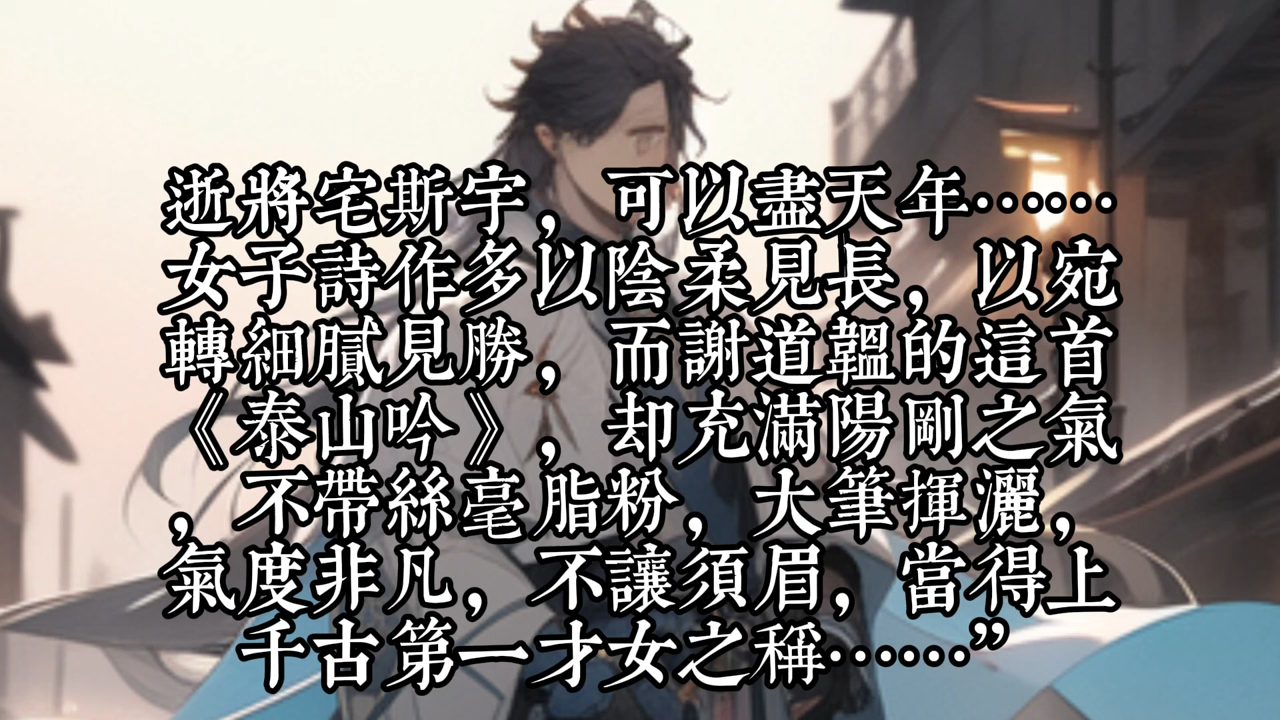 逝將宅斯宇，可以盡天年……
女子詩作多以陰柔見長，以宛
轉細膩見勝，而謝道韞的這首
《泰山吟》，却充滿陽剛之氣
，不帶絲毫脂粉，大筆揮灑，
氣度非凡，不讓須眉，當得上
千古第一才女之稱……”